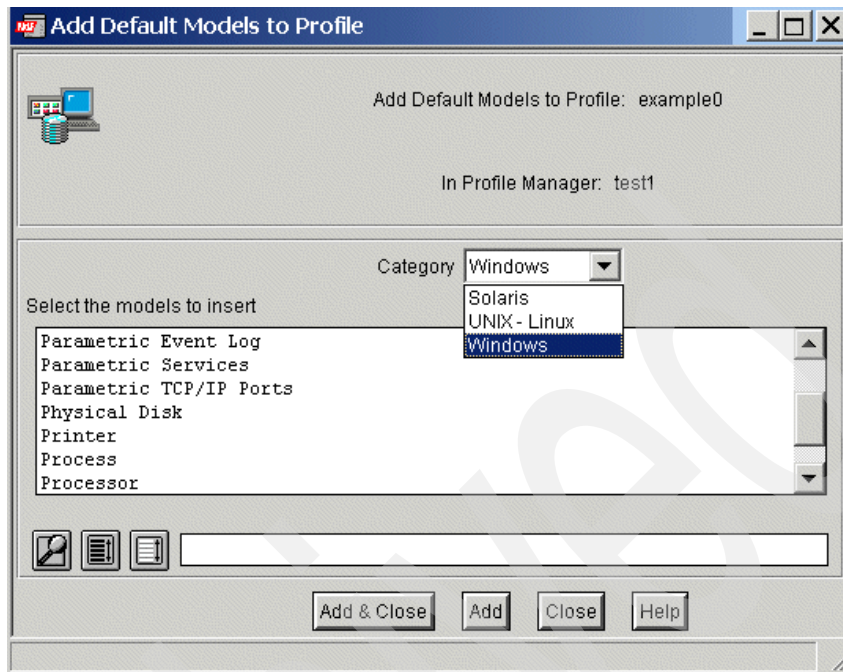 Add Default Models to Profile
Add Default Models to Profile: example0
In Profile Manager: test1
Category Windows
Solaris
UNIX - Linux
Windows
Select the models to insert
Parametric Event Log
Parametric Services
Parametric TCP/IP Ports
Physical Disk
Printer
Process
Processor
Add & Close Add Close Help